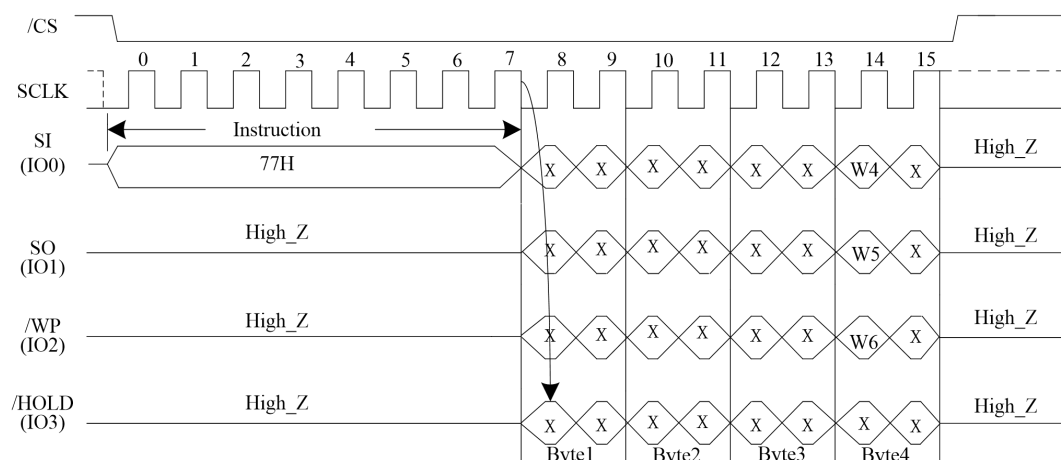 /CS
0 1 2 3 4 5 6 7 8 9 10 11 12 13 14 15
SCLK
Instruction
SI
(IO0)
77H
X X X X X X W4 X
High_Z
SO
(IO1)
High_Z
X X X X X X W5 X
High_Z
/WP
(IO2)
High_Z
X X X X X X W6 X
High_Z
/HOLD
(IO3)
High_Z
X X X X X X X X
High_Z
Byte1 Byte2 Byte3 Byte4